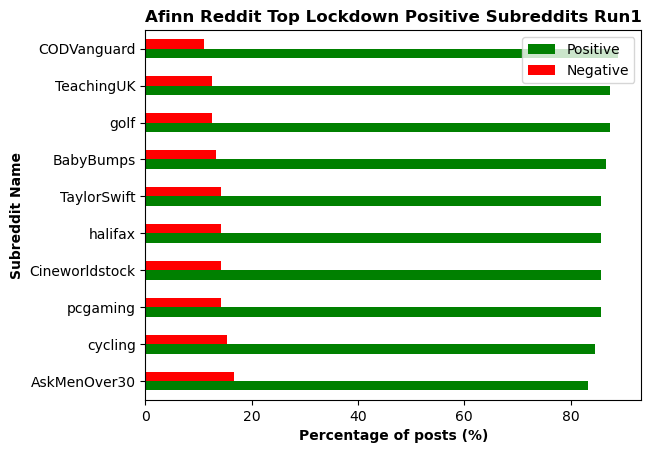 Afinn Reddit Top Lockdown Positive Subreddits Run1
CODVanguard
TeachingUK
golf
BabyBumps
TaylorSwift
halifax
Cineworldstock
pcgaming
cycling
AskMenOver30
Subreddit Name
Positive
Negative
0 20 40 60 80
Percentage of posts (%)